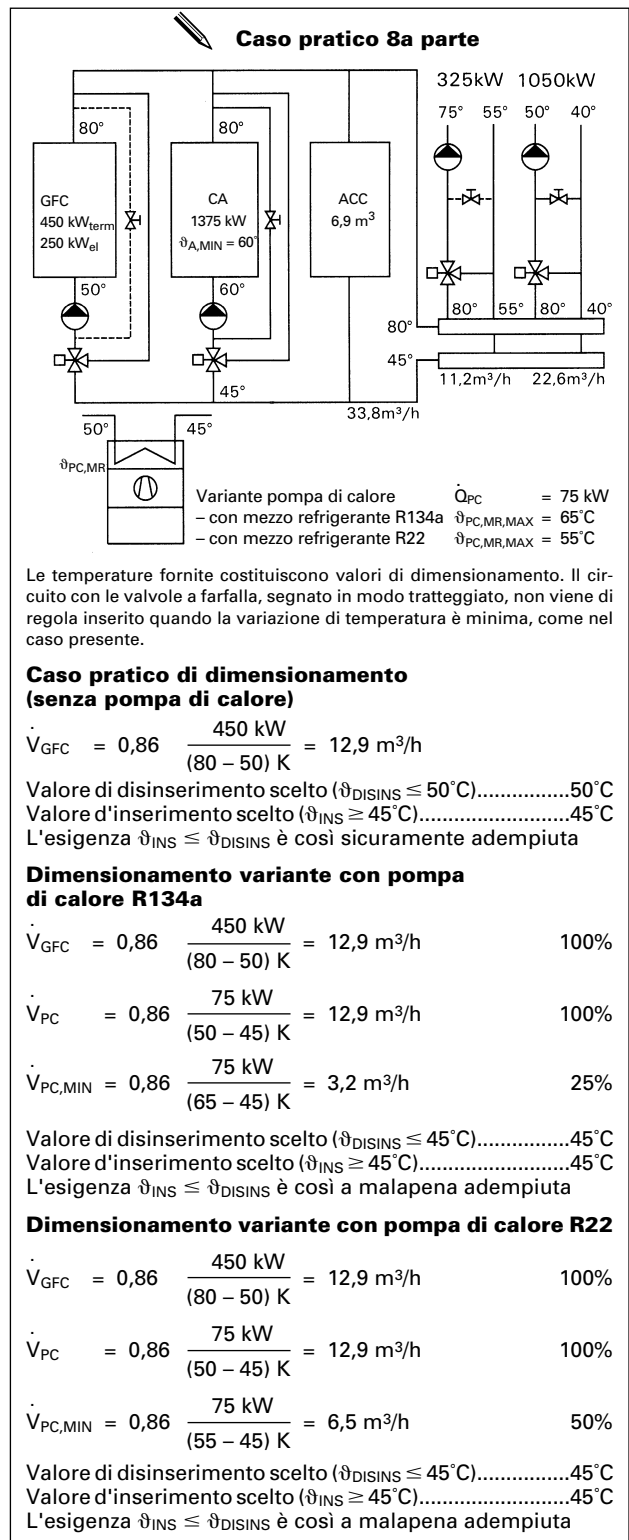 Caso pratico 8a parte
325kW 1050kW
75° 55° 50° 40°
80° 80°
GFC
450 kWterm
250 kWel
CA
1375 kW
ϑA,MIN = 60°
ACC
6,9 m³
50° 60°
80° 55° 80° 40°
80°
45°
45°
11,2m³/h 22,6m³/h
33,8m³/h
50° 45°
ϑPC,MR
Variante pompa di calore Q̇PC = 75 kW
– con mezzo refrigerante R134a ϑPC,MR,MAX = 65°C
– con mezzo refrigerante R22 ϑPC,MR,MAX = 55°C
Le temperature fornite costituiscono valori di dimensionamento. Il cir-
cuito con le valvole a farfalla, segnato in modo tratteggiato, non viene di
regola inserito quando la variazione di temperatura è minima, come nel
caso presente.
Caso pratico di dimensionamento
(senza pompa di calore)
V̇GFC = 0,86 450 kW / (80 – 50) K = 12,9 m³/h
Valore di disinserimento scelto (ϑDISINS ≤ 50°C)................50°C
Valore d'inserimento scelto (ϑINS ≥ 45°C)..........................45°C
L'esigenza ϑINS ≤ ϑDISINS è così sicuramente adempiuta
Dimensionamento variante con pompa
di calore R134a
V̇GFC = 0,86 450 kW / (80 – 50) K = 12,9 m³/h 100%
V̇PC = 0,86 75 kW / (50 – 45) K = 12,9 m³/h 100%
V̇PC,MIN = 0,86 75 kW / (65 – 45) K = 3,2 m³/h 25%
Valore di disinserimento scelto (ϑDISINS ≤ 45°C)................45°C
Valore d'inserimento scelto (ϑINS ≥ 45°C)..........................45°C
L'esigenza ϑINS ≤ ϑDISINS è così a malapena adempiuta
Dimensionamento variante con pompa di calore R22
V̇GFC = 0,86 450 kW / (80 – 50) K = 12,9 m³/h 100%
V̇PC = 0,86 75 kW / (50 – 45) K = 12,9 m³/h 100%
V̇PC,MIN = 0,86 75 kW / (55 – 45) K = 6,5 m³/h 50%
Valore di disinserimento scelto (ϑDISINS ≤ 45°C)................45°C
Valore d'inserimento scelto (ϑINS ≥ 45°C)..........................45°C
L'esigenza ϑINS ≤ ϑDISINS è così a malapena adempiuta